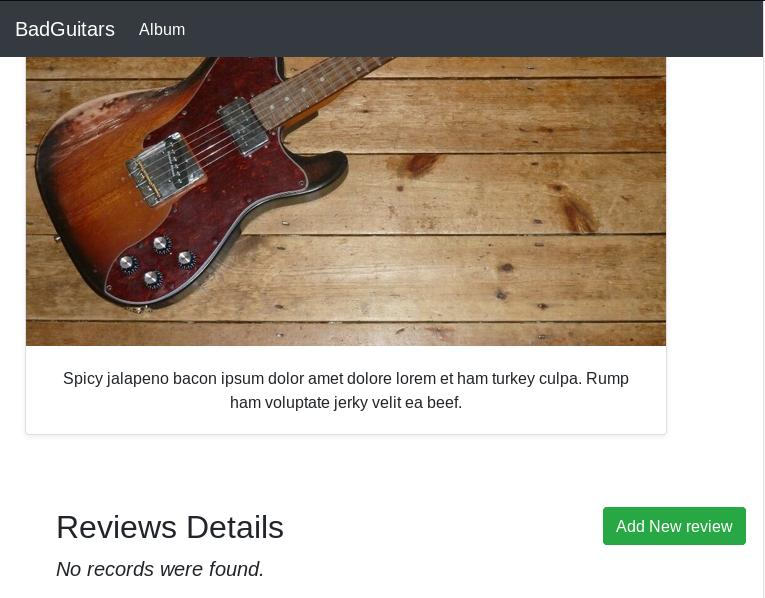 BadGuitars Album
Spicy jalapeno bacon ipsum dolor amet dolore lorem et ham turkey culpa. Rump
ham voluptate jerky velit ea beef.
Reviews Details
Add New review
No records were found.